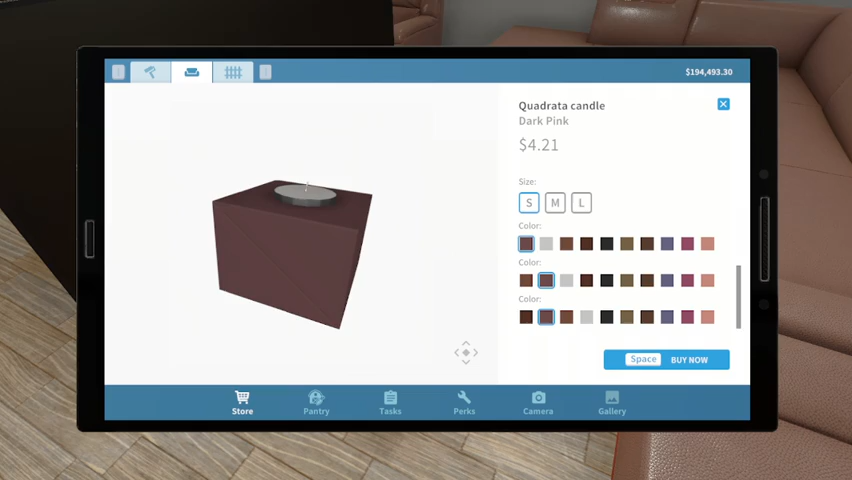 $194,493.30
Quadrata candle
Dark Pink
$4.21
Size:
S M L
Color:
Color:
Color:
Space BUY NOW
Store Pantry Tasks Perks Camera Gallery